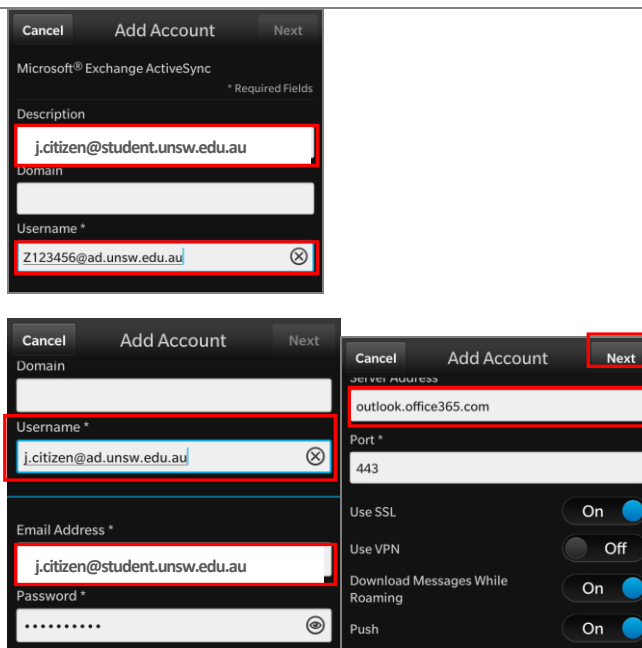 Cancel Add Account Next
Microsoft® Exchange ActiveSync
* Required Fields
Description
j.citizen@student.unsw.edu.au
Domain
Username *
Z123456@ad.unsw.edu.au
Cancel Add Account Next
Domain
Username *
j.citizen@ad.unsw.edu.au
Email Address *
j.citizen@student.unsw.edu.au
Password *
••••••••••
Cancel Add Account Next
Server Address
outlook.office365.com
Port *
443
Use SSL On
Use VPN Off
Download Messages While
Roaming On
Push On